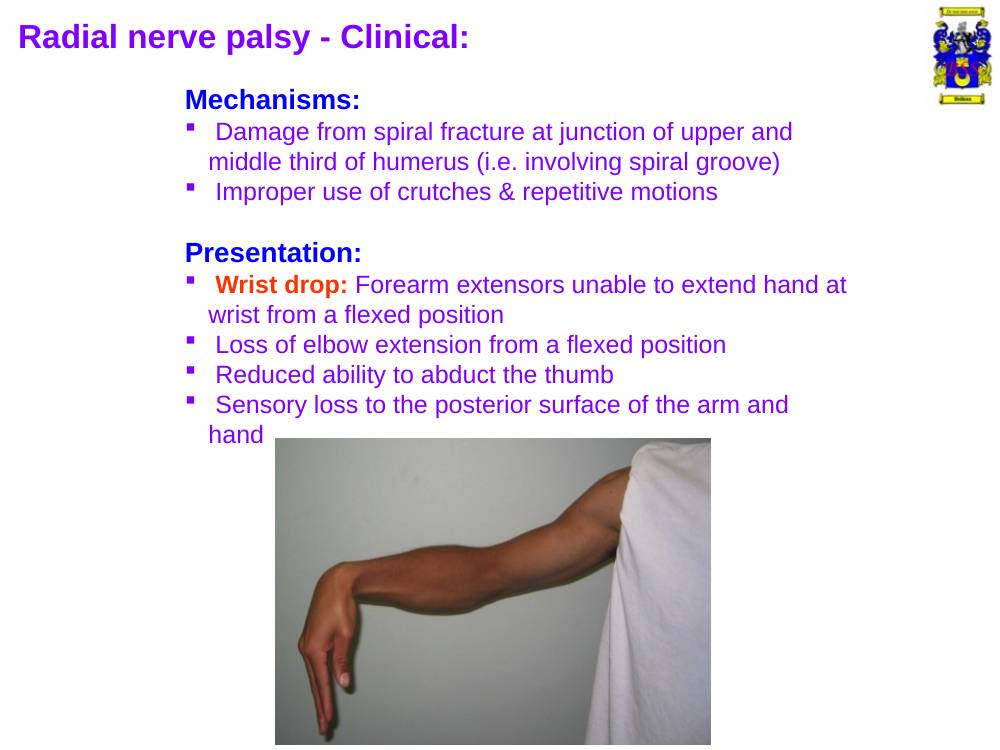 Radial nerve palsy - Clinical:
Mechanisms:
▪ Damage from spiral fracture at junction of upper and
middle third of humerus (i.e. involving spiral groove)
▪ Improper use of crutches & repetitive motions
Presentation:
▪ Wrist drop: Forearm extensors unable to extend hand at
wrist from a flexed position
▪ Loss of elbow extension from a flexed position
▪ Reduced ability to abduct the thumb
▪ Sensory loss to the posterior surface of the arm and
hand